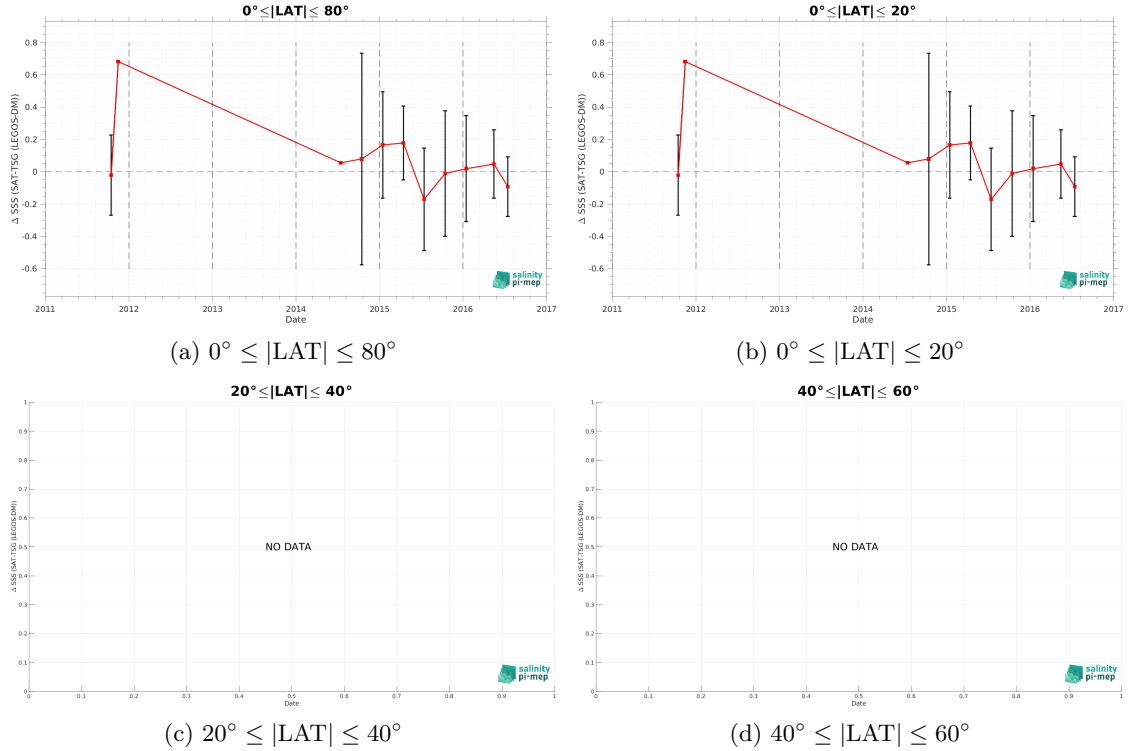 0°≤|LAT|≤ 80°
Δ SSS (SAT-TSG (LEGOS-DM))
0.8
0.6
0.4
0.2
0
-0.2
-0.4
-0.6
2011 2012 2013 2014 2015 2016 2017
Date
salinity
pi-mep
(a) 0° ≤ |LAT| ≤ 80°
0°≤|LAT|≤ 20°
Δ SSS (SAT-TSG (LEGOS-DM))
0.8
0.6
0.4
0.2
0
-0.2
-0.4
-0.6
2011 2012 2013 2014 2015 2016 2017
Date
salinity
pi-mep
(b) 0° ≤ |LAT| ≤ 20°
20°≤|LAT|≤ 40°
Δ SSS (SAT-TSG (LEGOS-DM))
1
0.9
0.8
0.7
0.6
0.5
0.4
0.3
0.2
0.1
0
NO DATA
0 0.1 0.2 0.3 0.4 0.5 0.6 0.7 0.8 0.9 1
Date
salinity
pi-mep
(c) 20° ≤ |LAT| ≤ 40°
40°≤|LAT|≤ 60°
Δ SSS (SAT-TSG (LEGOS-DM))
1
0.9
0.8
0.7
0.6
0.5
0.4
0.3
0.2
0.1
0
NO DATA
0 0.1 0.2 0.3 0.4 0.5 0.6 0.7 0.8 0.9 1
Date
salinity
pi-mep
(d) 40° ≤ |LAT| ≤ 60°